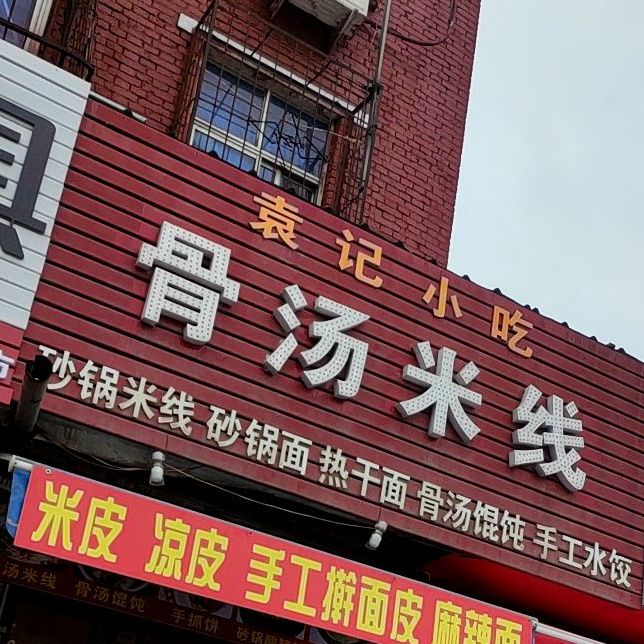 袁记小吃
骨汤米线
砂锅米线 砂锅面 热干面 骨汤馄饨 手工水饺
米皮 凉皮 手工擀面皮 麻辣面
汤米线 骨汤馄饨 手抓饼 砂锅